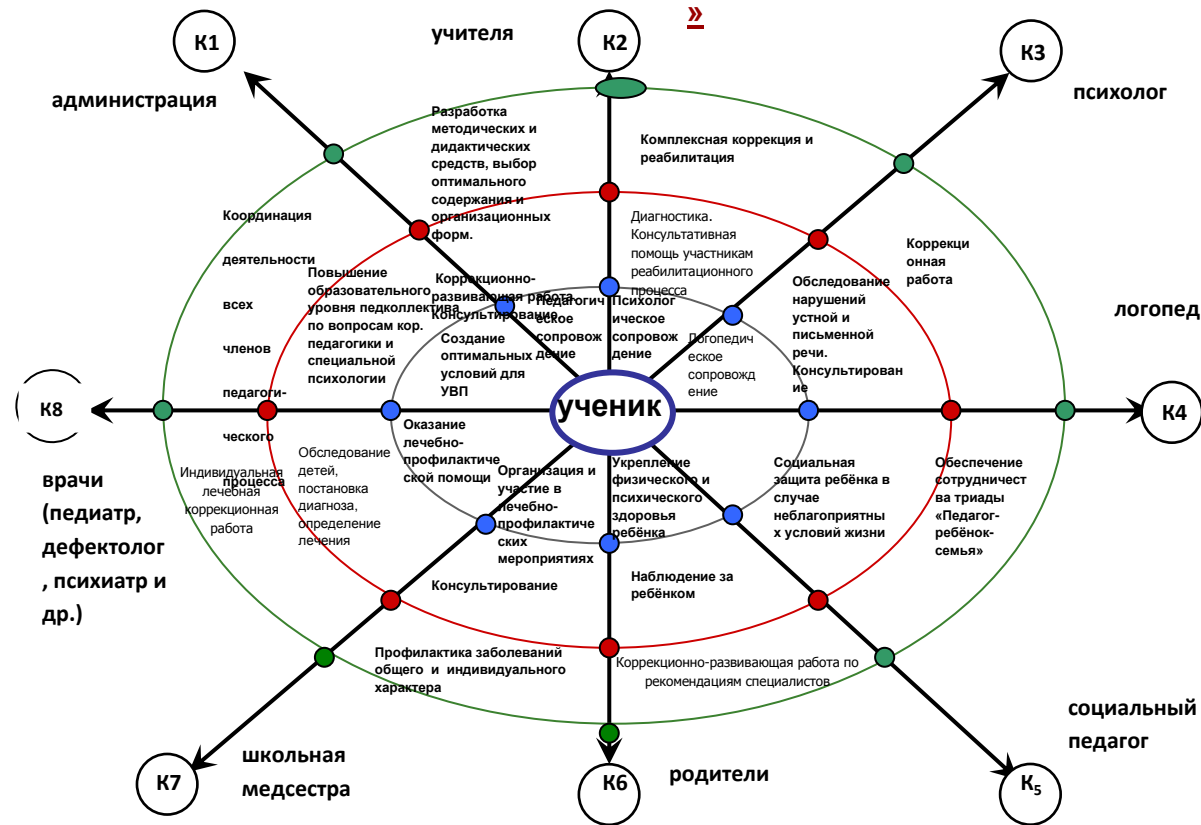 »
К1
учителя
К2
К3
администрация
психолог
Разработка
методических и
дидактических
средств, выбор
оптимального
содержания и
организационных
форм.
Комплексная коррекция и
реабилитация
Координация
деятельности
всех
членов
педагоги-
ческого
процесса
Повышение
образовательного
уровня педколлектива
по вопросам кор.
педагогики и
специальной
психологии
Коррекционно-
развивающая работа
Консультирование
Создание
оптимальных
условий для
УВП
Педагогич
еское
сопровож
дение
Психолог
ическое
сопровож
дение
Диагностика.
Консультативная
помощь участникам
реабилитационного
процесса
Логопедич
еское
сопровожд
ение
Обследование
нарушений
устной и
письменной
речи.
Консультирован
ие
Коррекци
онная
работа
логопед
К8
ученик
К4
врачи
(педиатр,
дефектолог
, психиатр и
др.)
Индивидуальная
лечебная
коррекционная
работа
Обследование
детей,
постановка
диагноза,
определение
лечения
Оказание
лечебно-
профилактиче
ской помощи
Организация и
участие в
лечебно-
профилактиче
ских
мероприятиях
Укрепление
физического и
психического
здоровья
ребёнка
Социальная
защита ребёнка в
случае
неблагоприятны
х условий жизни
Обеспечение
сотрудничест
ва триады
«Педагог-
ребёнок-
семья»
Консультирование
Наблюдение за
ребёнком
Профилактика заболеваний
общего и индивидуального
характера
Коррекционно-развивающая работа по
рекомендациям специалистов
социальный
педагог
К7
школьная
медсестра
К6
родители
К5